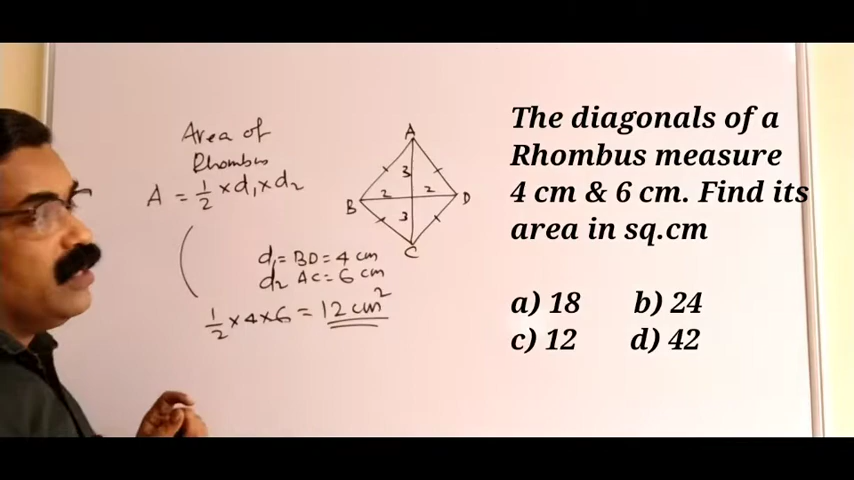 Area of
Rhombus
A = 1/2 × d₁ × d₂
d₁ = BD = 4 cm
d₂ AC = 6 cm
1/2 × 4 × 6 = 12 cm²
A
3
2 2
B D
3
C
The diagonals of a
Rhombus measure
4 cm & 6 cm. Find its
area in sq.cm
a) 18 b) 24
c) 12 d) 42